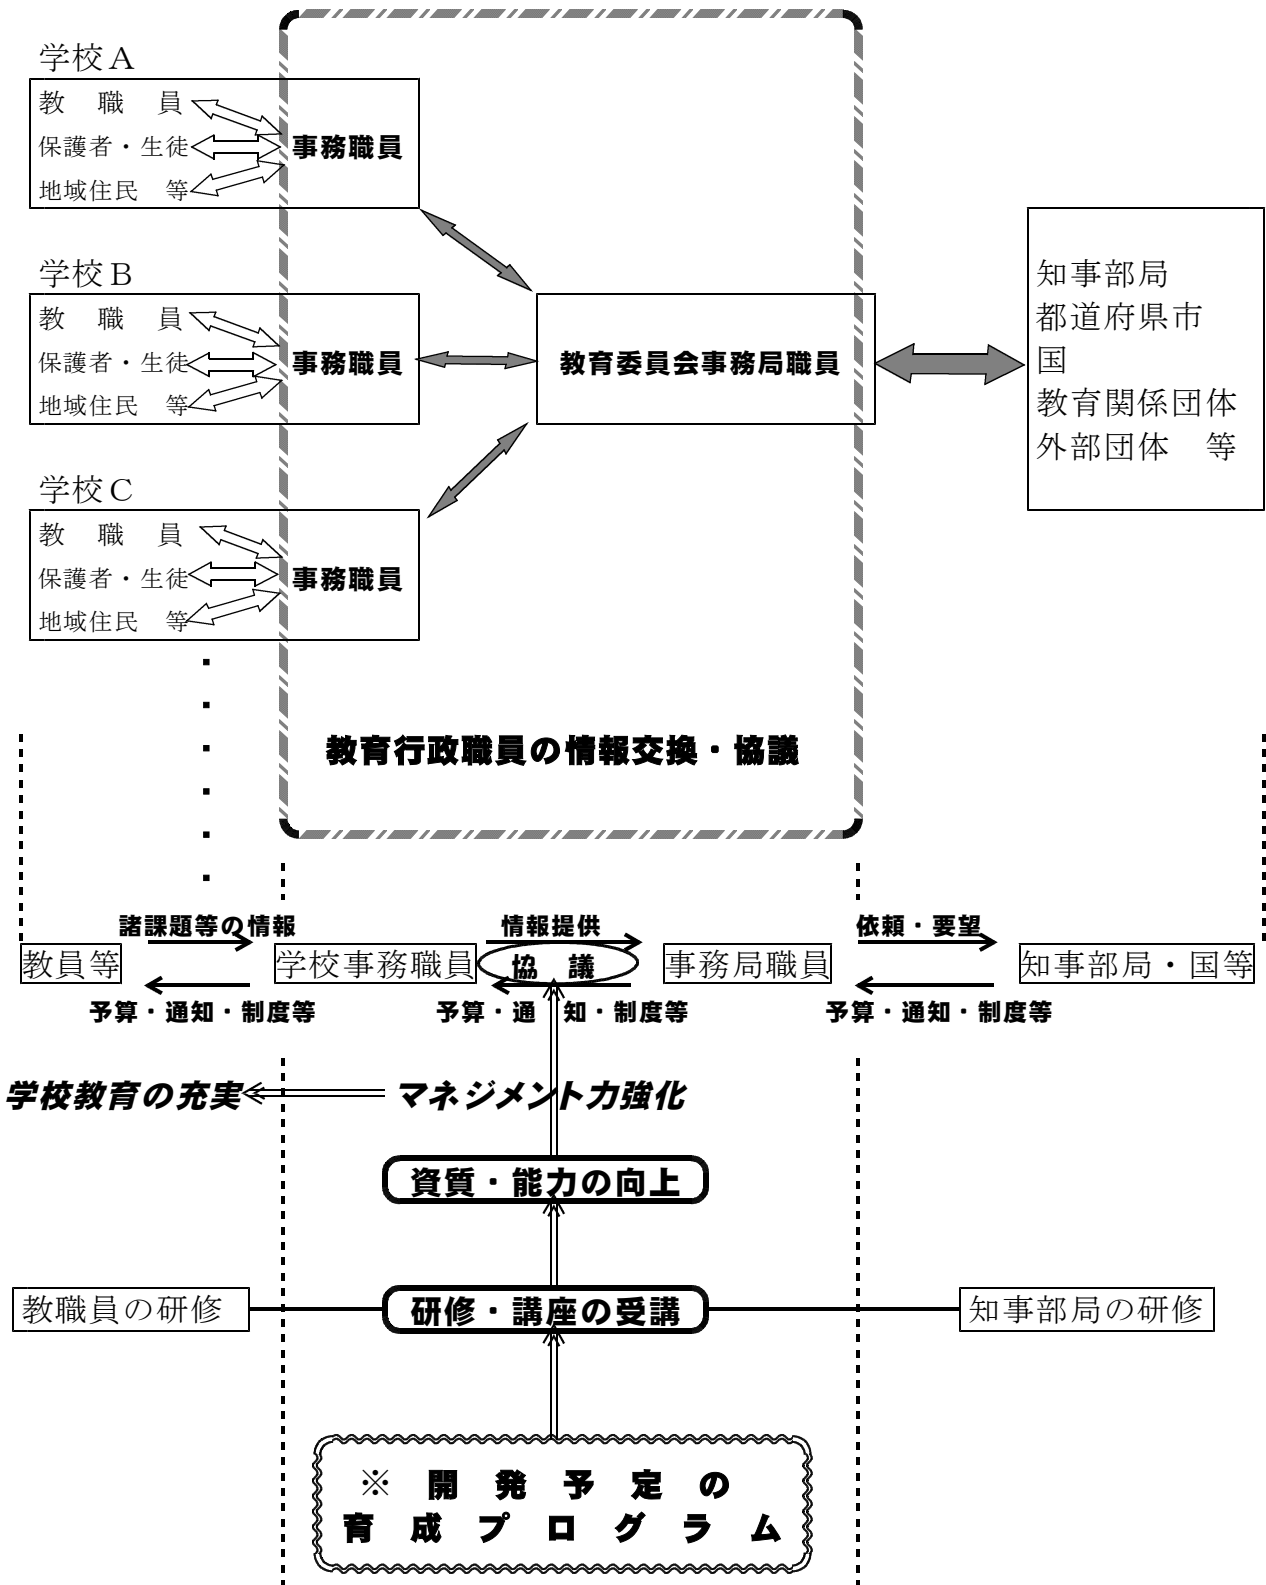 学校A
教　職　員
保護者・生徒
地域住民　等
事務職員
学校B
教　職　員
保護者・生徒
地域住民　等
事務職員
教育委員会事務局職員
知事部局
都道府県市
国
教育関係団体
外部団体　等
学校C
教　職　員
保護者・生徒
地域住民　等
事務職員
教育行政職員の情報交換・協議
諸課題等の情報
情報提供
依頼・要望
教員等
学校事務職員
協　議
事務局職員
知事部局・国等
予算・通知・制度等
予算・通　知・制度等
予算・通知・制度等
学校教育の充実
マネジメント力強化
資質・能力の向上
教職員の研修
研修・講座の受講
知事部局の研修
※　開　発　予　定　の
育　成　プ　ロ　グ　ラ　ム